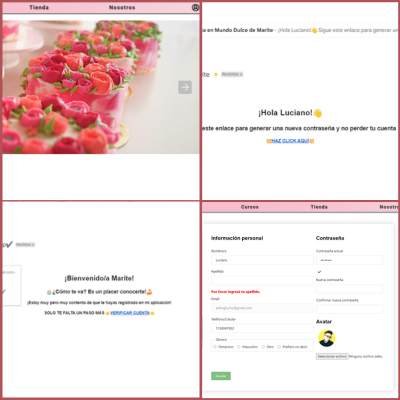 Tienda Nosotros
ta en Mundo Dulce de Marite - ¡Hola Luciano!👋 Sigue este enlace para generar un
¡Hola Luciano!👋
este enlace para generar una nueva contraseña y no perder tu cuenta
HAZ CLICK AQUÍ
¡Bienvenido/a Marite!
¿Cómo te va? Es un placer conocerte!
¡Estoy muy pero muy contenta de que te hayas registrado en mi aplicación!
SOLO TE FALTA UN PASO MÁS 👉VERIFICAR CUENTA👈
Cursos Tienda Nosotro
Información personal
Nombre/s
Luciano
Apellido
Por favor ingresá tu apellido.
Email
Teléfono/Celular
Género
Femenino Masculino Otro Prefiero no decir
Guardar
Contraseña
Contraseña actual
Nueva contraseña
Confirmar nueva contraseña
Avatar
Seleccionar archivo Ninguno archivo selec.